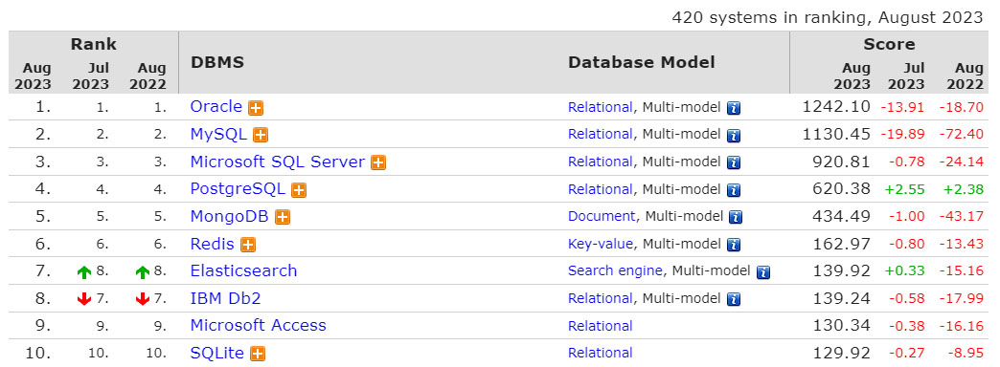 420 systems in ranking, August 2023
Rank Score
Aug 2023 Jul 2023 Aug 2022 DBMS Database Model Aug 2023 Jul 2023 Aug 2022
1. 1. 1. Oracle Relational, Multi-model 1242.10 -13.91 -18.70
2. 2. 2. MySQL Relational, Multi-model 1130.45 -19.89 -72.40
3. 3. 3. Microsoft SQL Server Relational, Multi-model 920.81 -0.78 -24.14
4. 4. 4. PostgreSQL Relational, Multi-model 620.38 +2.55 +2.38
5. 5. 5. MongoDB Document, Multi-model 434.49 -1.00 -43.17
6. 6. 6. Redis Key-value, Multi-model 162.97 -0.80 -13.43
7. 8. 8. Elasticsearch Search engine, Multi-model 139.92 +0.33 -15.16
8. 7. 7. IBM Db2 Relational, Multi-model 139.24 -0.58 -17.99
9. 9. 9. Microsoft Access Relational 130.34 -0.38 -16.16
10. 10. 10. SQLite Relational 129.92 -0.27 -8.95